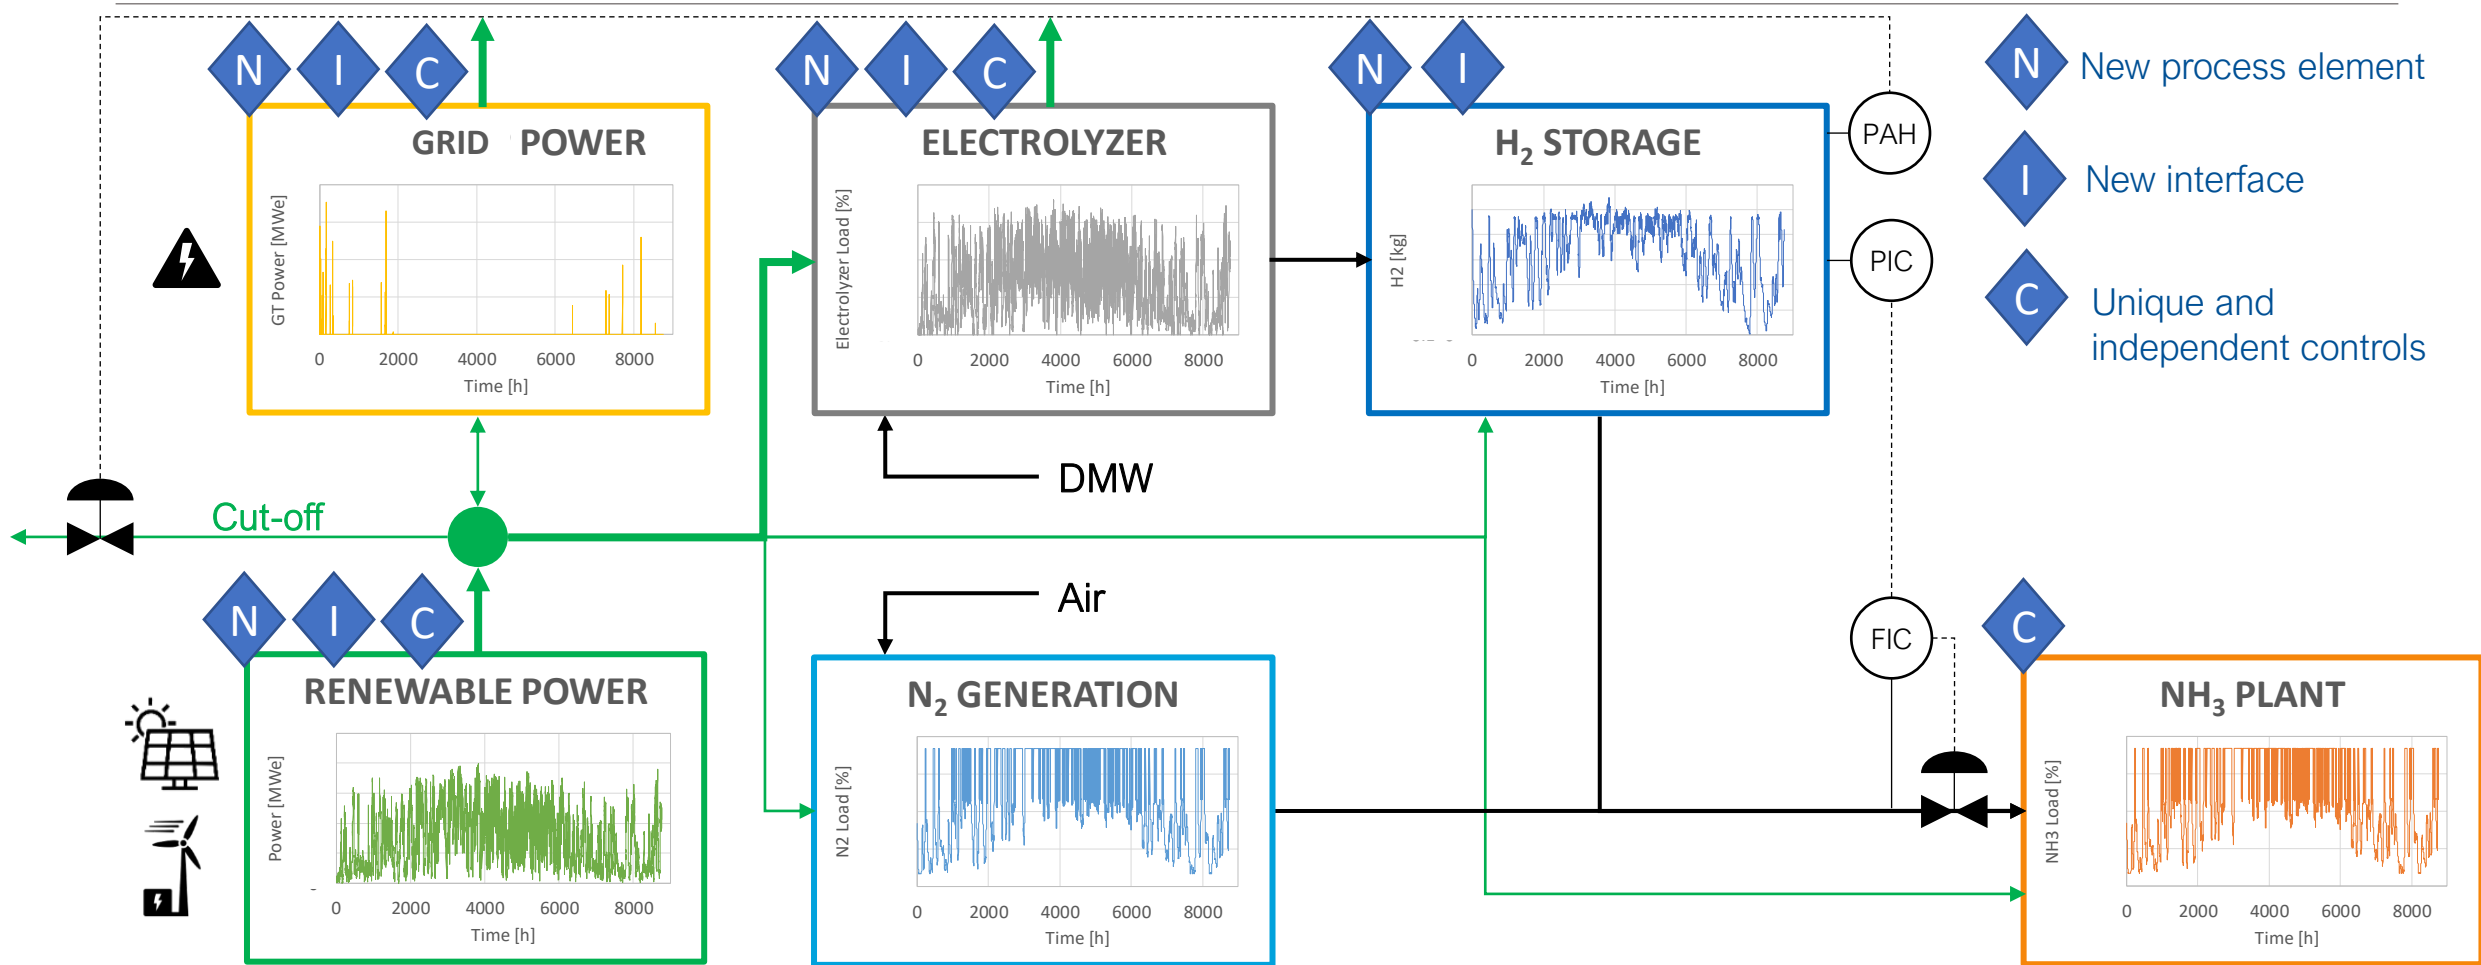 N I C
N I C
N I
N New process element
I New interface
C Unique and
independent controls
GRID POWER
GT Power [MWe]
0 2000 4000 6000 8000
Time [h]
ELECTROLYZER
Electrolyzer Load [%]
0 2000 4000 6000 8000
Time [h]
H₂ STORAGE
H2 [kg]
0 2000 4000 6000 8000
Time [h]
PAH
PIC
DMW
Cut-off
Air
N I C
RENEWABLE POWER
Power [MWe]
0 2000 4000 6000 8000
Time [h]
N₂ GENERATION
N2 Load [%]
0 2000 4000 6000 8000
Time [h]
FIC
C
NH₃ PLANT
NH3 Load [%]
0 2000 4000 6000 8000
Time [h]